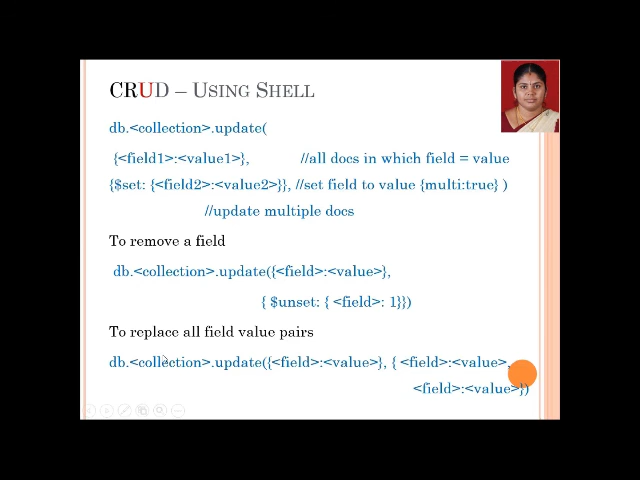 CRUD – USING SHELL
db.<collection>.update(
{<field1>:<value1>}, //all docs in which field = value
{$set: {<field2>:<value2>}}, //set field to value {multi:true} )
//update multiple docs
To remove a field
db.<collection>.update({<field>:<value>},
{ $unset: { <field>: 1}})
To replace all field value pairs
db.<collection>.update({<field>:<value>}, { <field>:<value>,
<field>:<value>})